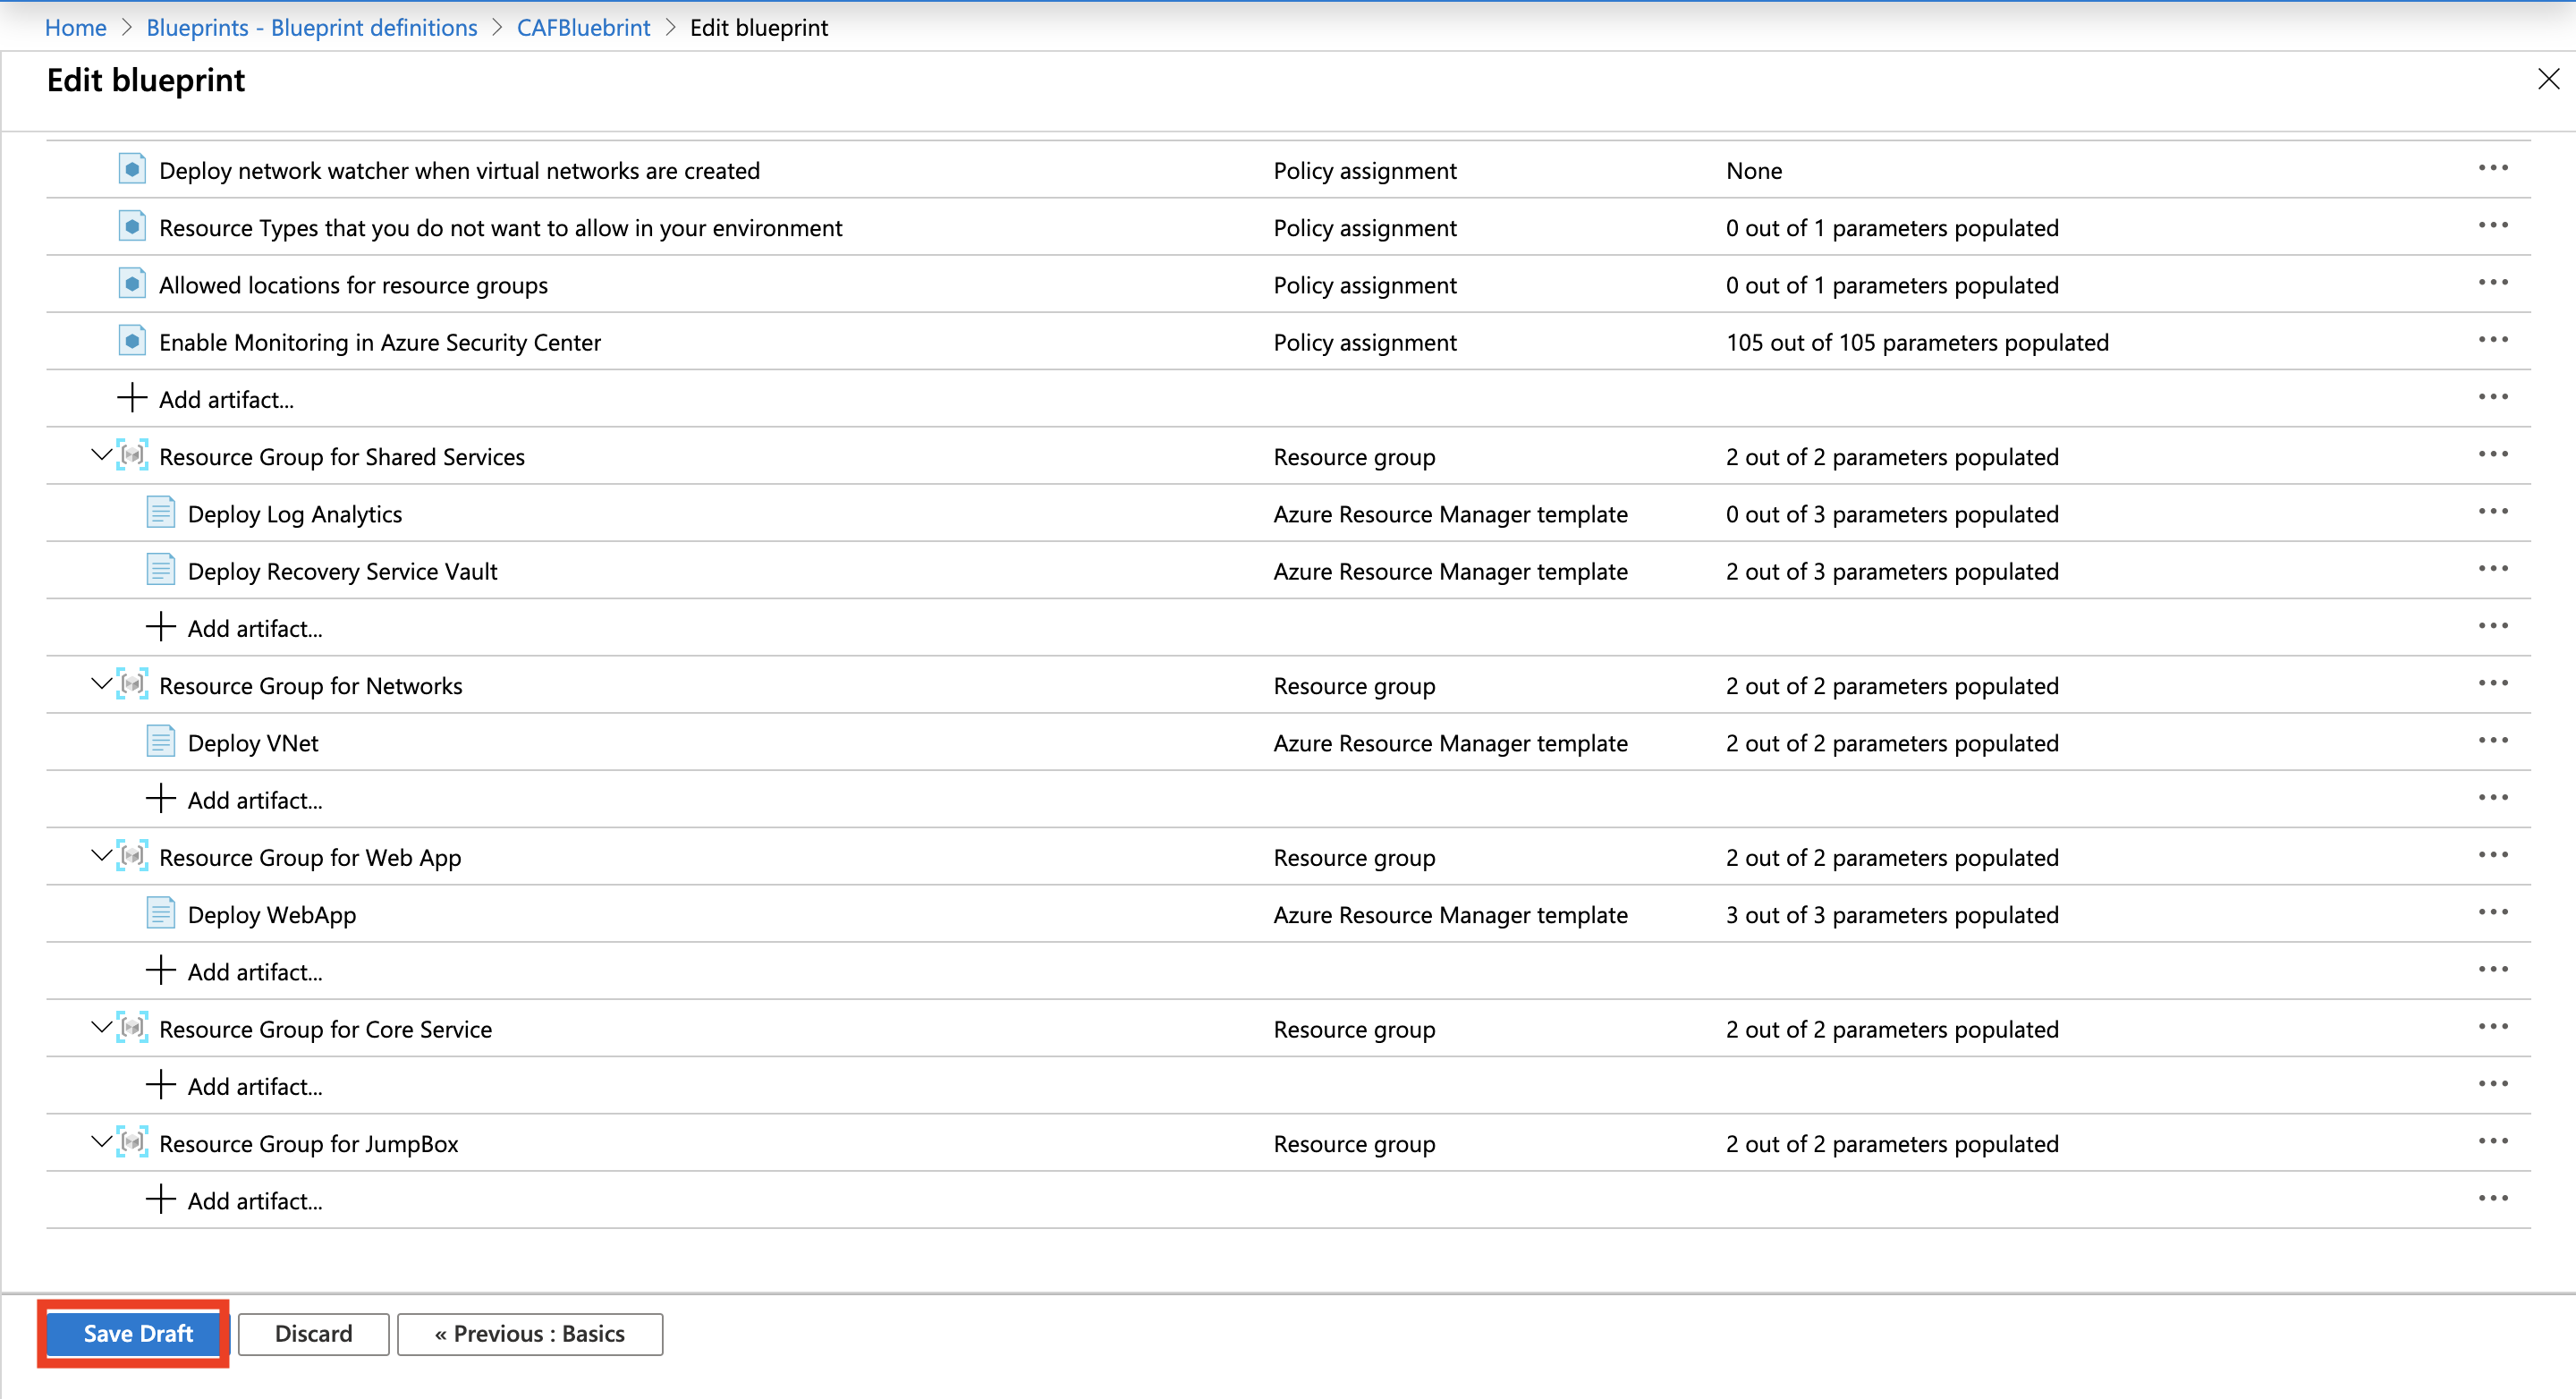 Home > Blueprints - Blueprint definitions > CAFBluebrint > Edit blueprint
Edit blueprint
Deploy network watcher when virtual networks are created Policy assignment None
Resource Types that you do not want to allow in your environment Policy assignment 0 out of 1 parameters populated
Allowed locations for resource groups Policy assignment 0 out of 1 parameters populated
Enable Monitoring in Azure Security Center Policy assignment 105 out of 105 parameters populated
Add artifact...
Resource Group for Shared Services Resource group 2 out of 2 parameters populated
Deploy Log Analytics Azure Resource Manager template 0 out of 3 parameters populated
Deploy Recovery Service Vault Azure Resource Manager template 2 out of 3 parameters populated
Add artifact...
Resource Group for Networks Resource group 2 out of 2 parameters populated
Deploy VNet Azure Resource Manager template 2 out of 2 parameters populated
Add artifact...
Resource Group for Web App Resource group 2 out of 2 parameters populated
Deploy WebApp Azure Resource Manager template 3 out of 3 parameters populated
Add artifact...
Resource Group for Core Service Resource group 2 out of 2 parameters populated
Add artifact...
Resource Group for JumpBox Resource group 2 out of 2 parameters populated
Add artifact...
Save Draft Discard « Previous : Basics